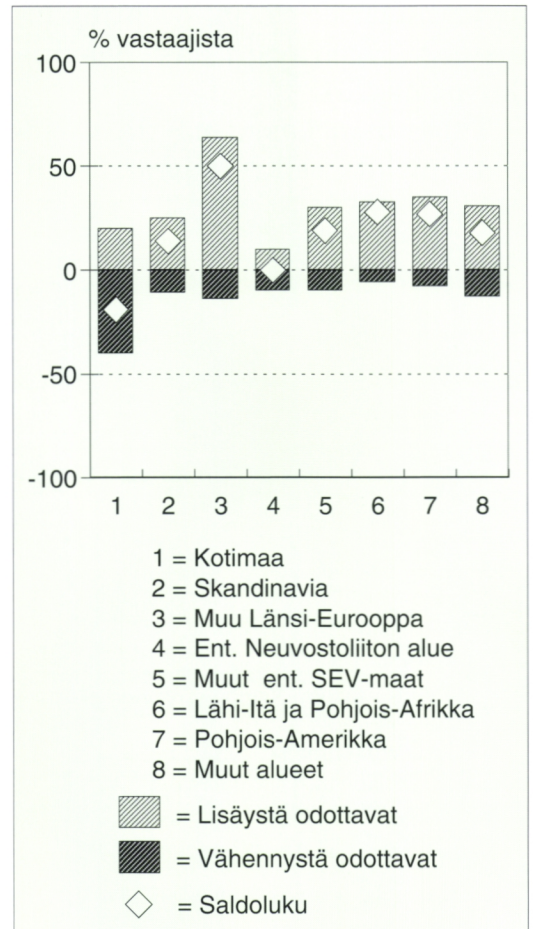 % vastaajista
100
50
0
-50
-100
1 2 3 4 5 6 7 8
1 = Kotimaa
2 = Skandinavia
3 = Muu Länsi-Eurooppa
4 = Ent. Neuvostoliiton alue
5 = Muut ent. SEV-maat
6 = Lähi-Itä ja Pohjois-Afrikka
7 = Pohjois-Amerikka
8 = Muut alueet
= Lisäystä odottavat
= Vähennystä odottavat
= Saldoluku